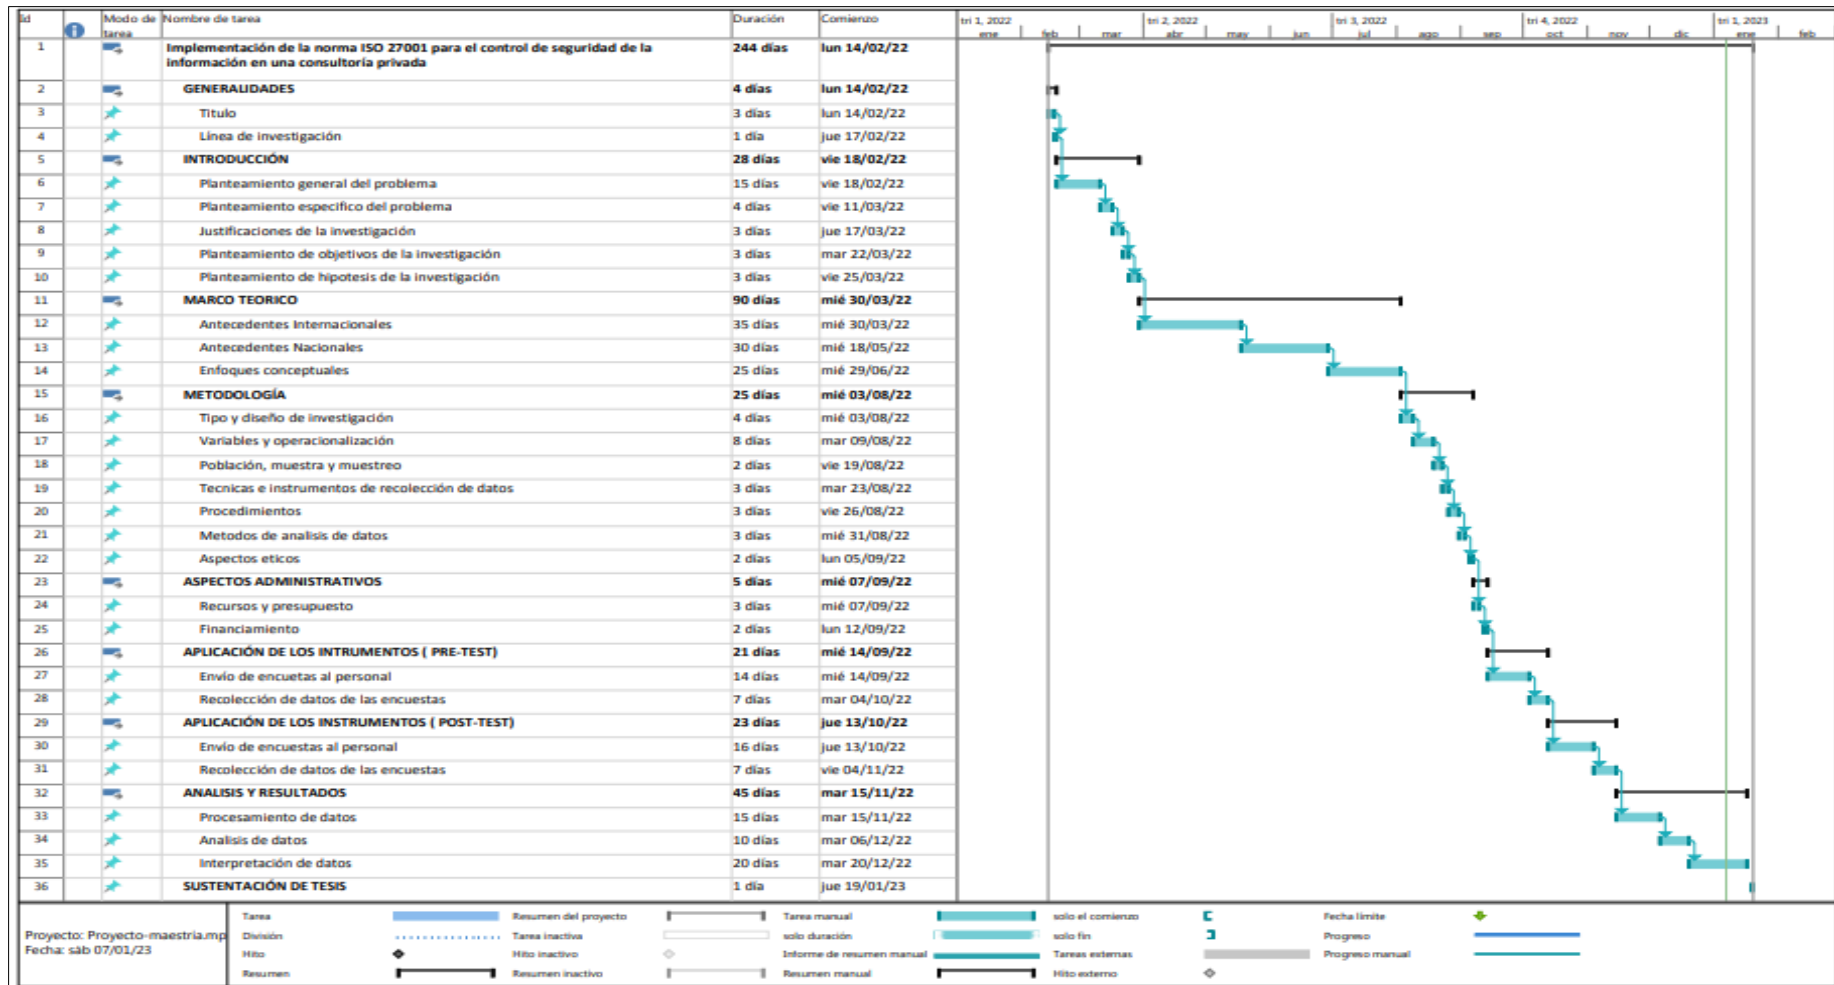 Id Modo de tarea Nombre de tarea Duración Comienzo
tri 1, 2022 tri 2, 2022 tri 3, 2022 tri 4, 2022 tri 1, 2023
ene feb mar abr may jun jul ago sep oct nov dic ene feb
1 Implementación de la norma ISO 27001 para el control de seguridad de la 244 días lun 14/02/22
información en una consultoría privada
2 GENERALIDADES 4 días lun 14/02/22
3 Titulo 3 días lun 14/02/22
4 Línea de investigación 1 día jue 17/02/22
5 INTRODUCCIÓN 28 días vie 18/02/22
6 Planteamiento general del problema 15 días vie 18/02/22
7 Planteamiento especifico del problema 4 días vie 11/03/22
8 Justificaciones de la investigación 3 días jue 17/03/22
9 Planteamiento de objetivos de la investigación 3 días mar 22/03/22
10 Planteamiento de hipotesis de la investigación 3 días vie 25/03/22
11 MARCO TEORICO 90 días mié 30/03/22
12 Antecedentes Internacionales 35 días mié 30/03/22
13 Antecedentes Nacionales 30 días mié 18/05/22
14 Enfoques conceptuales 25 días mié 29/06/22
15 METODOLOGÍA 25 días mié 03/08/22
16 Tipo y diseño de investigación 4 días mié 03/08/22
17 Variables y operacionalización 8 días mar 09/08/22
18 Población, muestra y muestreo 2 días vie 19/08/22
19 Tecnicas e instrumentos de recolección de datos 3 días mar 23/08/22
20 Procedimientos 3 días vie 26/08/22
21 Metodos de analisis de datos 3 días mié 31/08/22
22 Aspectos eticos 2 días lun 05/09/22
23 ASPECTOS ADMINISTRATIVOS 5 días mié 07/09/22
24 Recursos y presupuesto 3 días mié 07/09/22
25 Financiamiento 2 días lun 12/09/22
26 APLICACIÓN DE LOS INTRUMENTOS ( PRE-TEST) 21 días mié 14/09/22
27 Envío de encuetas al personal 14 días mié 14/09/22
28 Recolección de datos de las encuestas 7 días mar 04/10/22
29 APLICACIÓN DE LOS INSTRUMENTOS ( POST-TEST) 23 días jue 13/10/22
30 Envío de encuestas al personal 16 días jue 13/10/22
31 Recolección de datos de las encuestas 7 días vie 04/11/22
32 ANALISIS Y RESULTADOS 45 días mar 15/11/22
33 Procesamiento de datos 15 días mar 15/11/22
34 Analisis de datos 10 días mar 06/12/22
35 Interpretación de datos 20 días mar 20/12/22
36 SUSTENTACIÓN DE TESIS 1 día jue 19/01/23
Proyecto: Proyecto-maestria.mp
Fecha: sáb 07/01/23
Tarea Resumen del proyecto Tarea manual solo el comienzo Fecha límite
División Tarea inactiva solo duración solo fin Progreso
Hito Hito inactivo Informe de resumen manual Tareas externas Progreso manual
Resumen Resumen inactivo Resumen manual Hito externo